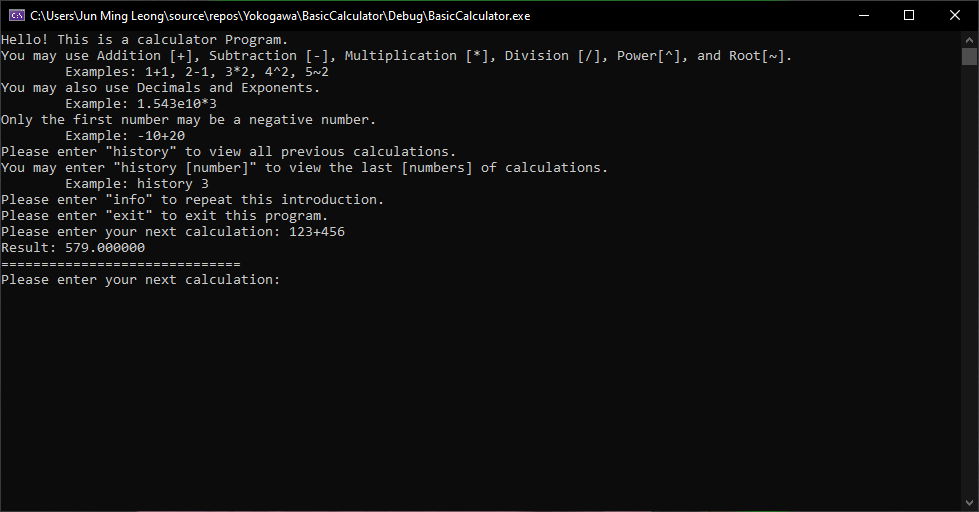 C:\Users\Jun Ming Leong\source\repos\Yokogawa\BasicCalculator\Debug\BasicCalculator.exe
Hello! This is a calculator Program.
You may use Addition [+], Subtraction [-], Multiplication [*], Division [/], Power[^], and Root[~].
        Examples: 1+1, 2-1, 3*2, 4^2, 5~2
You may also use Decimals and Exponents.
        Example: 1.543e10*3
Only the first number may be a negative number.
        Example: -10+20
Please enter "history" to view all previous calculations.
You may enter "history [number]" to view the last [numbers] of calculations.
        Example: history 3
Please enter "info" to repeat this introduction.
Please enter "exit" to exit this program.
Please enter your next calculation: 123+456
Result: 579.000000
==============================
Please enter your next calculation: